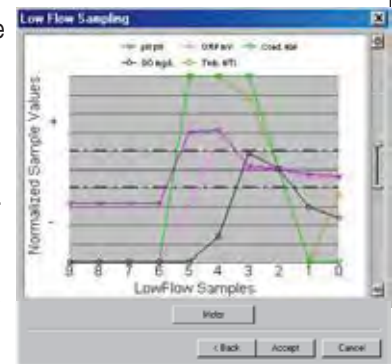 Low Flow Sampling
pH pH ORP mV Cond. mS/
DO mg/L Turb. NTU
Normalized Sample Values
+
-
9 8 7 6 5 4 3 2 1 0
LowFlow Samples
< Back Accept Cancel